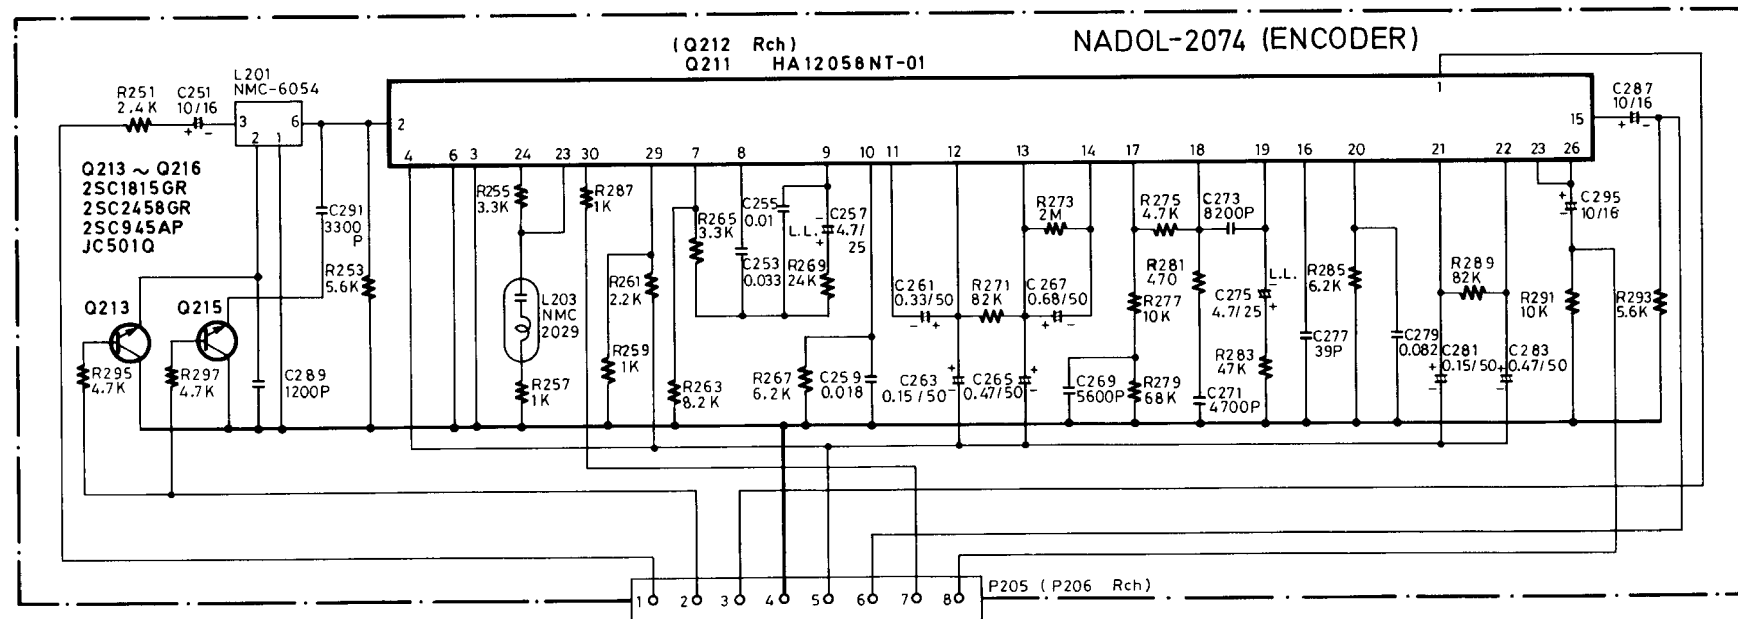 (Q212 Rch)
Q211 HA12058NT-01
NADOL-2074 (ENCODER)
R251
2.4K
C251
10/16
+ -
L201
NMC-6054
3 6
2 1
2
1
15
C287
10/16
+ -
4 6 3 24 23 30 29 7 8 9 10 11 12 13 14 17 18 19 16 20 21 22 23 26
Q213 ~ Q216
2SC1815GR
2SC2458GR
2SC945AP
JC501Q
C291
3300
P
R253
5.6K
R255
3.3K
R287
1K
R265
3.3K
C255
0.01
L.L.
-
+
C257
4.7/
25
C253
0.033
R269
24K
R273
2M
R275
4.7K
C273
8200P
+
-
C295
10/16
R261
2.2K
L203
NMC
2029
C261
0.33/50
- +
R271
82K
C267
0.68/50
+ -
R281
470
R277
10K
L.L.
-
+
C275
4.7/25
R285
6.2K
R289
82K
R291
10K
R293
5.6K
Q213
Q215
R295
4.7K
R297
4.7K
C289
1200P
R257
1K
R259
1K
R263
8.2K
R267
6.2K
C259
0.018
C263
0.15/50
+
-
C265
0.47/50
+
-
C269
5600P
R279
68K
C271
4700P
R283
47K
C277
39P
C279
0.082
C281
0.15/50
+
-
C283
0.47/50
+
-
1 2 3 4 5 6 7 8
P205 (P206 Rch)